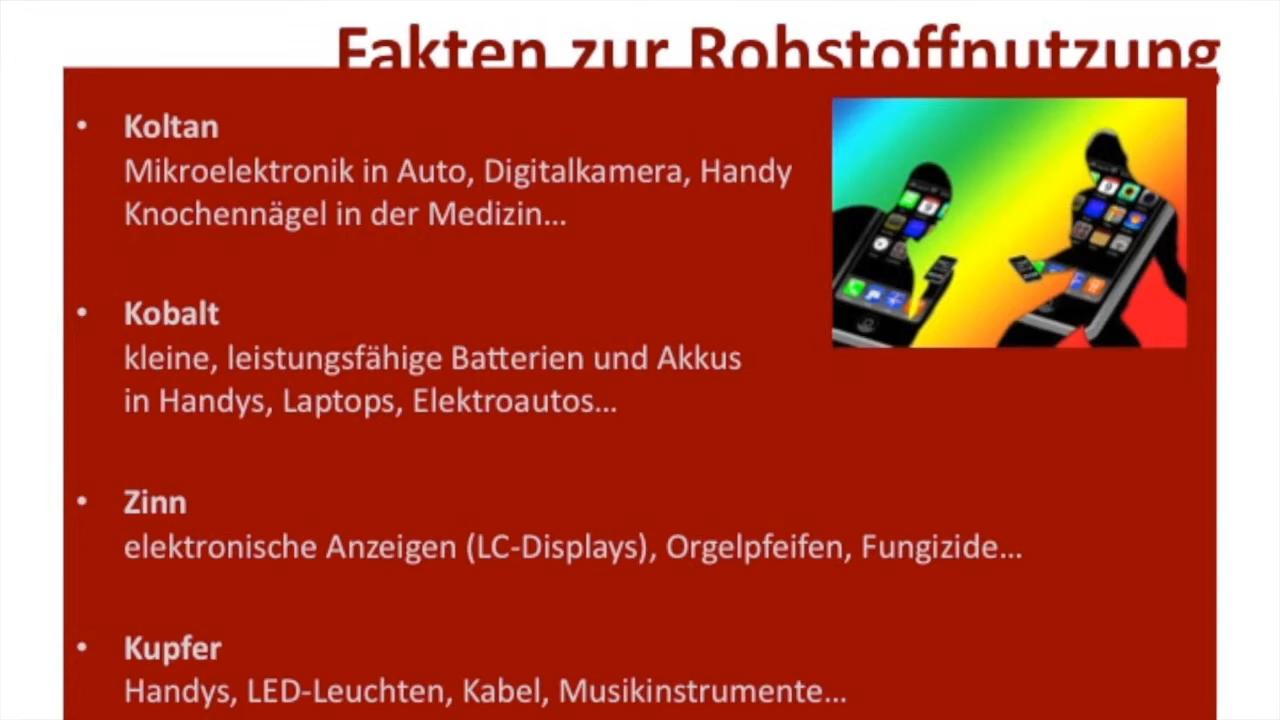 Fakten zur Rohstoffnutzung
• Koltan
Mikroelektronik in Auto, Digitalkamera, Handy
Knochennägel in der Medizin...
• Kobalt
kleine, leistungsfähige Batterien und Akkus
in Handys, Laptops, Elektroautos...
• Zinn
elektronische Anzeigen (LC-Displays), Orgelpfeifen, Fungizide...
• Kupfer
Handys, LED-Leuchten, Kabel, Musikinstrumente...